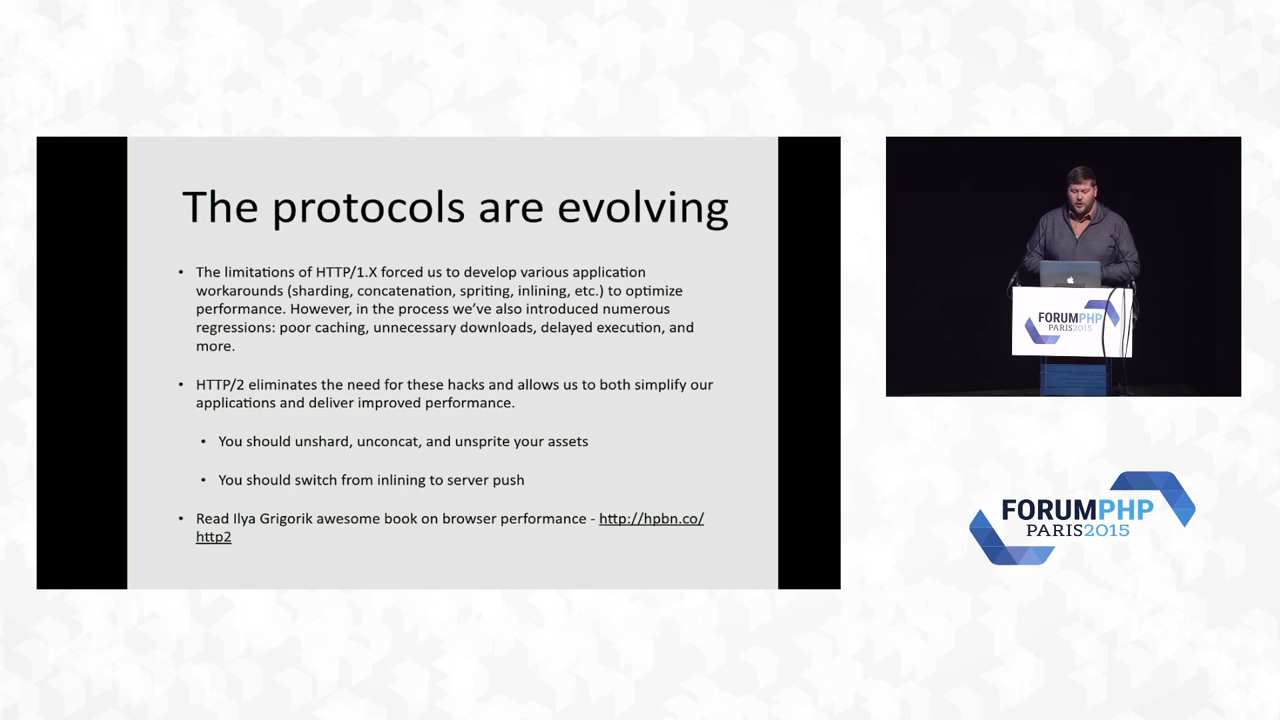 The protocols are evolving
• The limitations of HTTP/1.X forced us to develop various application
workarounds (sharding, concatenation, spriting, inlining, etc.) to optimize
performance. However, in the process we've also introduced numerous
regressions: poor caching, unnecessary downloads, delayed execution, and
more.
• HTTP/2 eliminates the need for these hacks and allows us to both simplify our
applications and deliver improved performance.
• You should unshard, unconcat, and unsprite your assets
• You should switch from inlining to server push
• Read Ilya Grigorik awesome book on browser performance - http://hpbn.co/
http2
FORUMPHP
PARIS2015
FORUMPHP
PARIS2015